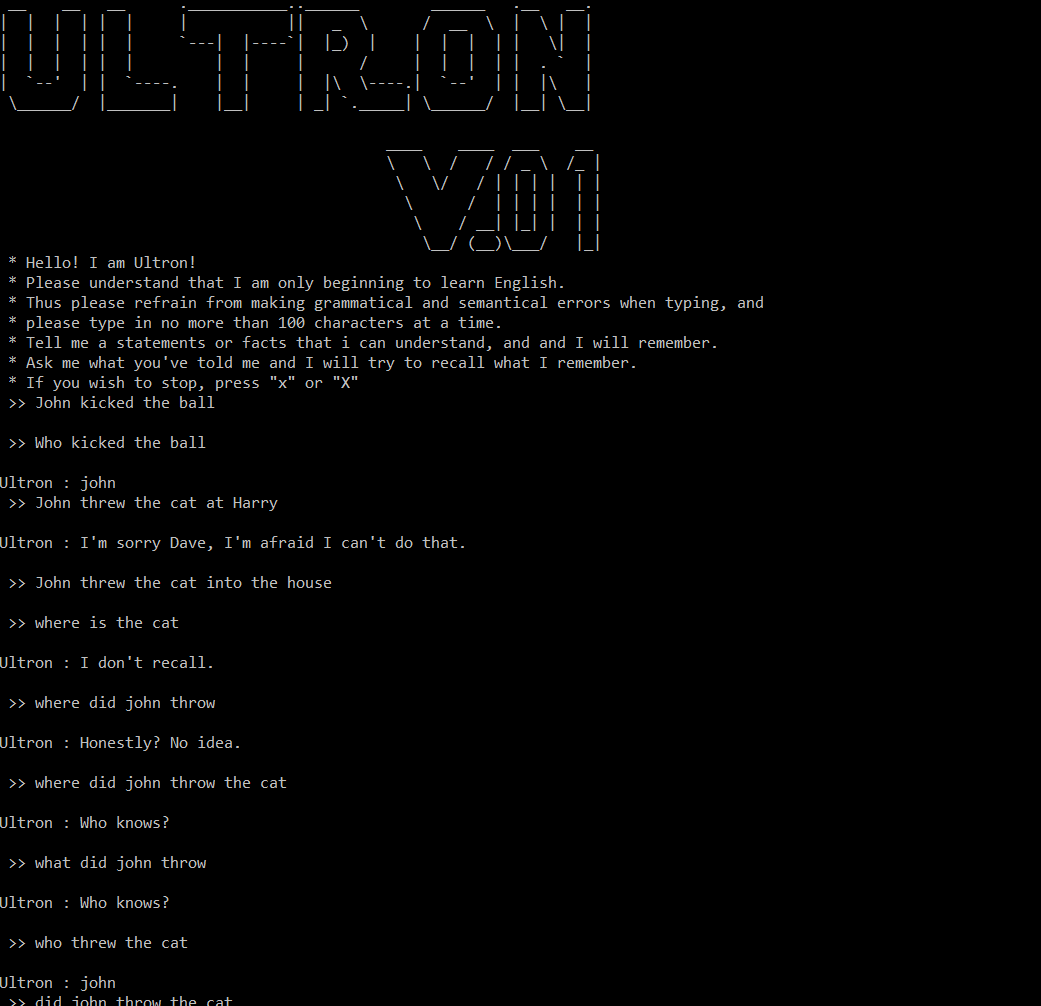 ULTRON
V.01
* Hello! I am Ultron!
* Please understand that I am only beginning to learn English.
* Thus please refrain from making grammatical and semantical errors when typing, and
* please type in no more than 100 characters at a time.
* Tell me a statements or facts that i can understand, and and I will remember.
* Ask me what you've told me and I will try to recall what I remember.
* If you wish to stop, press "x" or "X"
>> John kicked the ball
>> Who kicked the ball
Ultron : john
>> John threw the cat at Harry
Ultron : I'm sorry Dave, I'm afraid I can't do that.
>> John threw the cat into the house
>> where is the cat
Ultron : I don't recall.
>> where did john throw
Ultron : Honestly? No idea.
>> where did john throw the cat
Ultron : Who knows?
>> what did john throw
Ultron : Who knows?
>> who threw the cat
Ultron : john
>> did john throw the cat